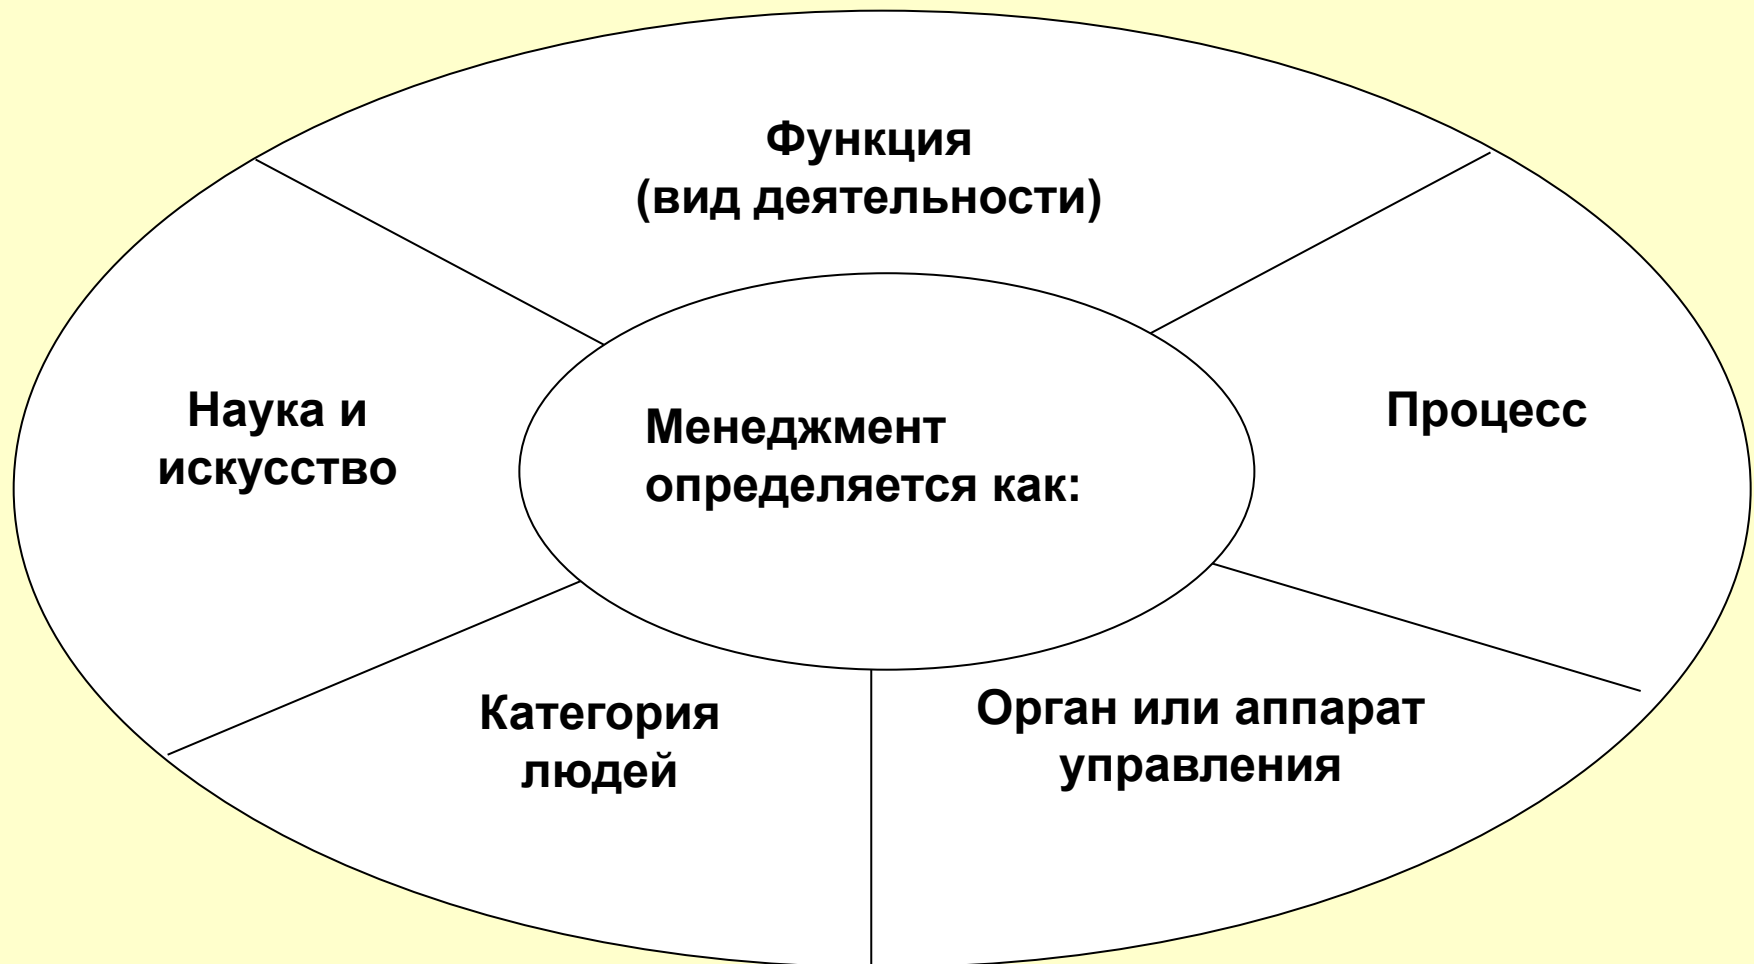 Функция
(вид деятельности)
Наука и
искусство
Менеджмент
определяется как:
Процесс
Категория
людей
Орган или аппарат
управления